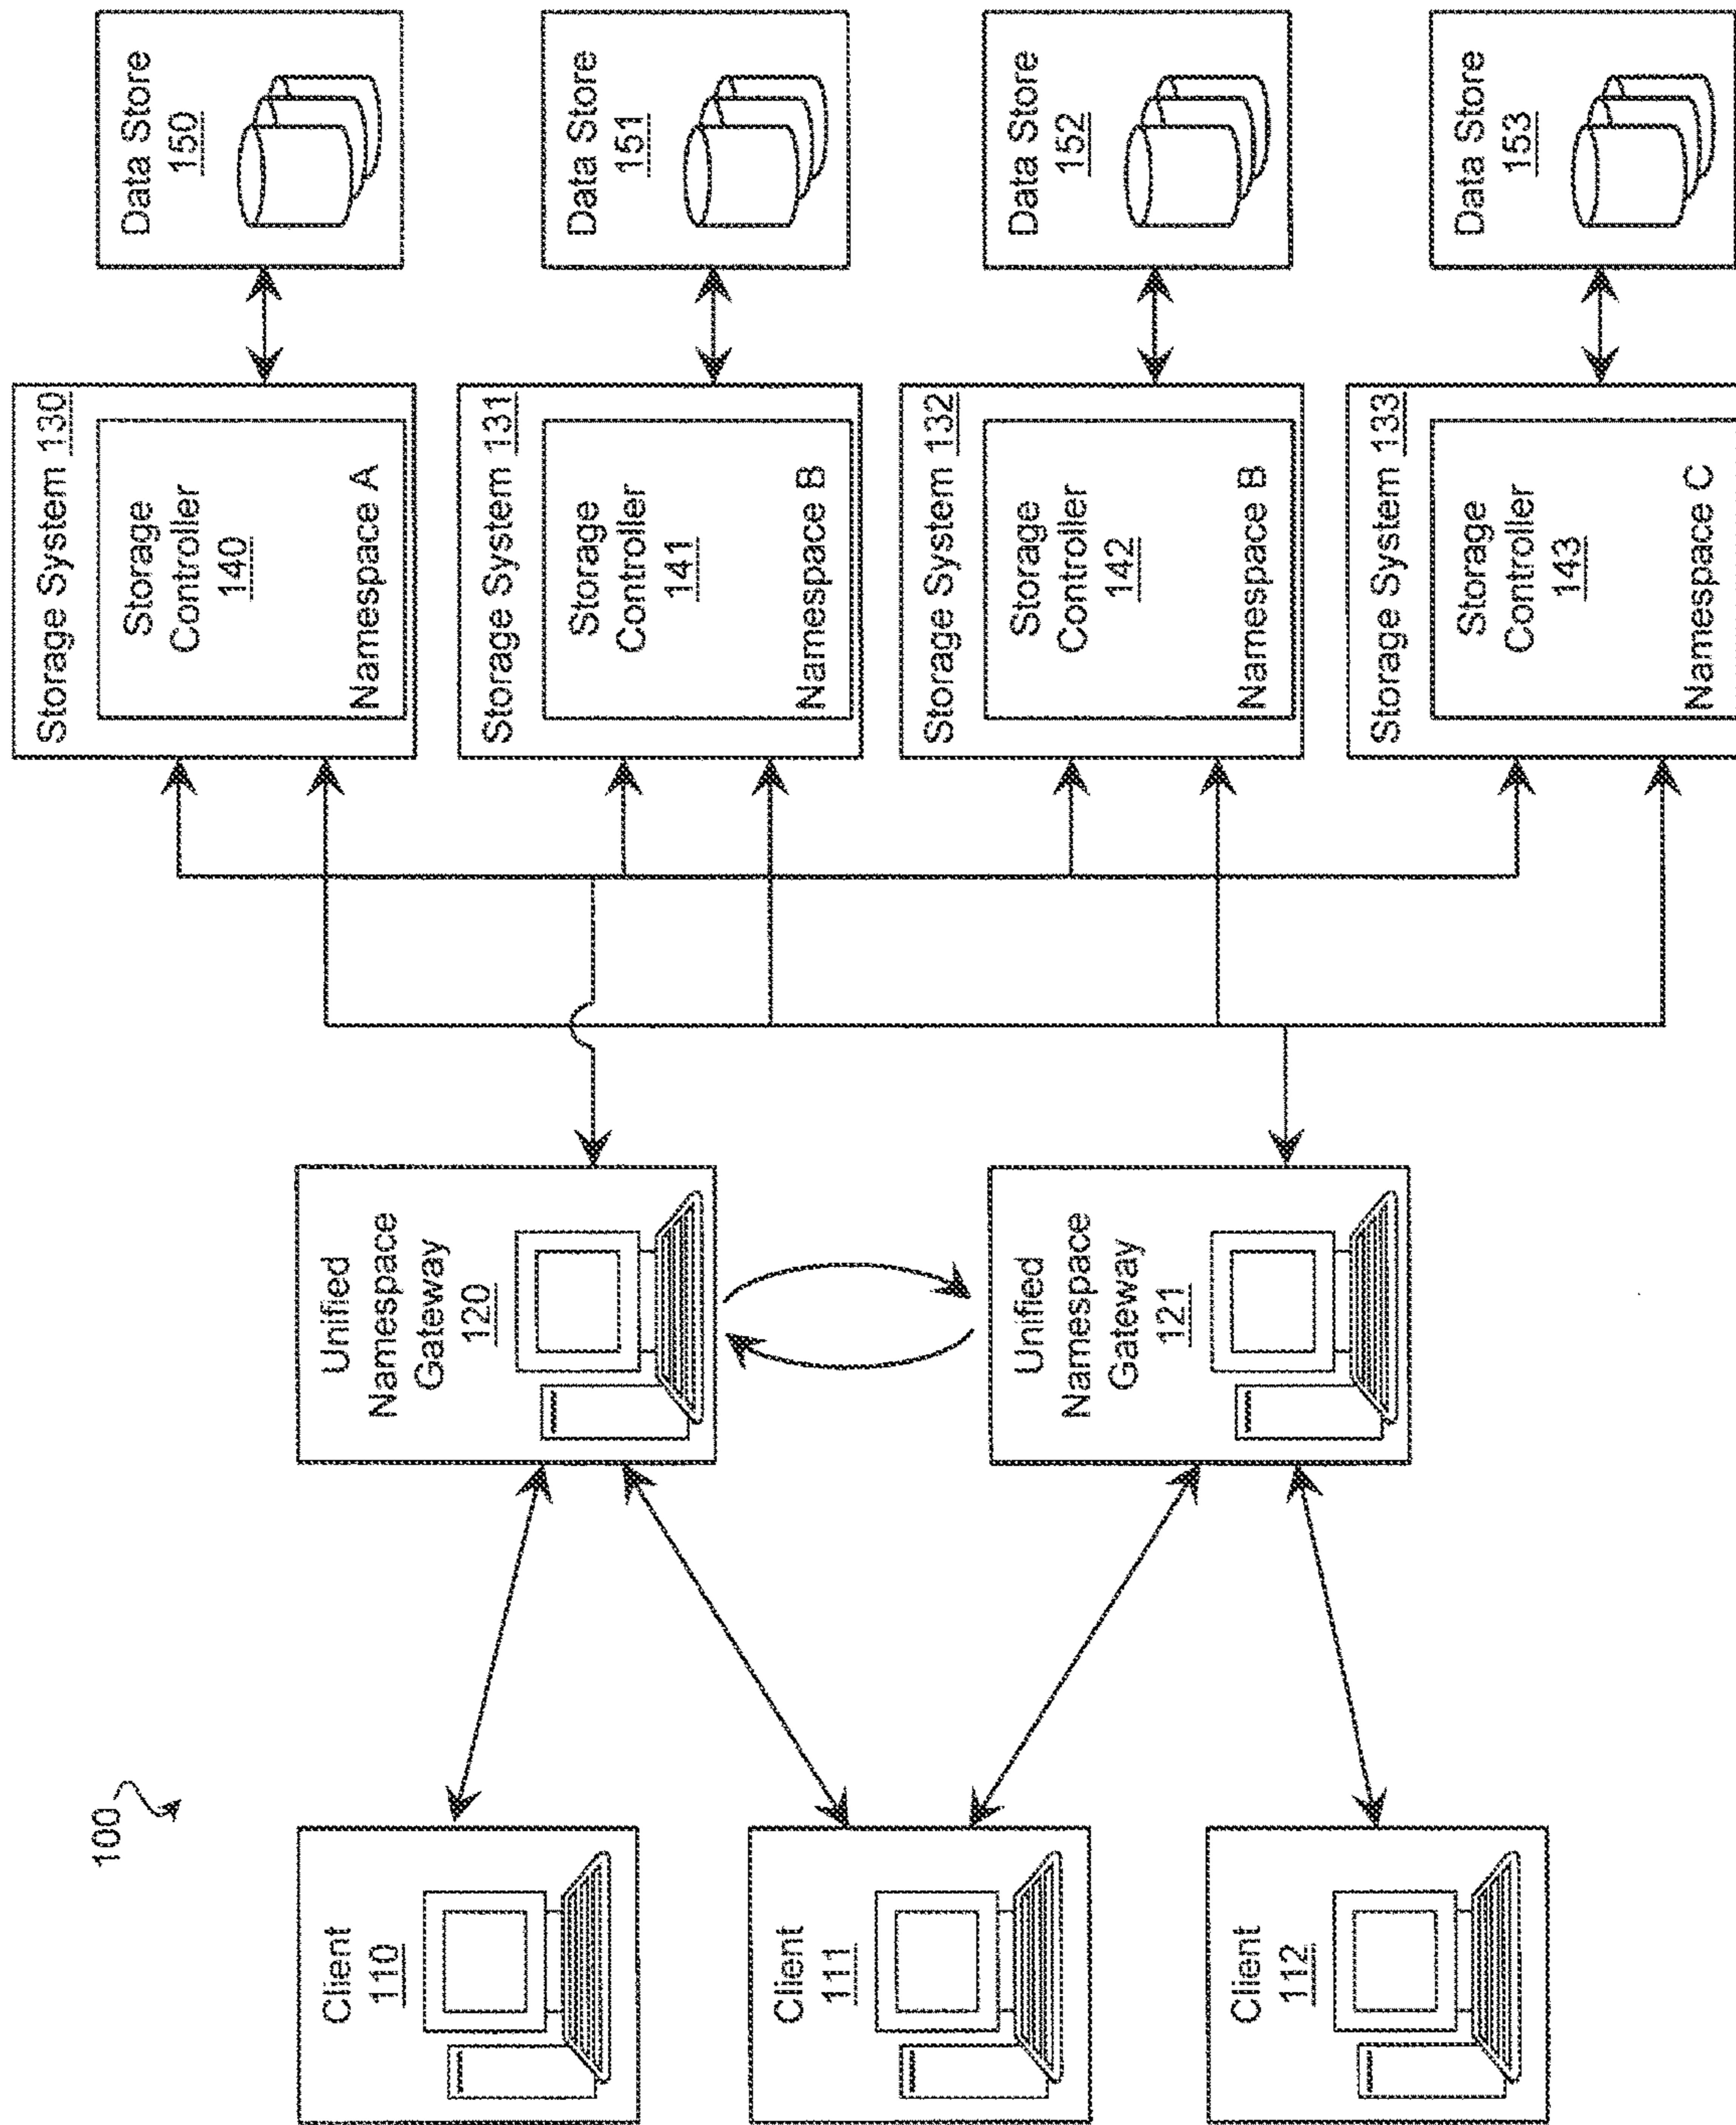 100
Client
110
Client
111
Client
112
Unified
Namespace
Gateway
120
Unified
Namespace
Gateway
121
Storage System 130
Storage
Controller
140
Namespace A
Storage System 131
Storage
Controller
141
Namespace B
Storage System 132
Storage
Controller
142
Namespace B
Storage System 133
Storage
Controller
143
Namespace C
Data Store
150
Data Store
151
Data Store
152
Data Store
153